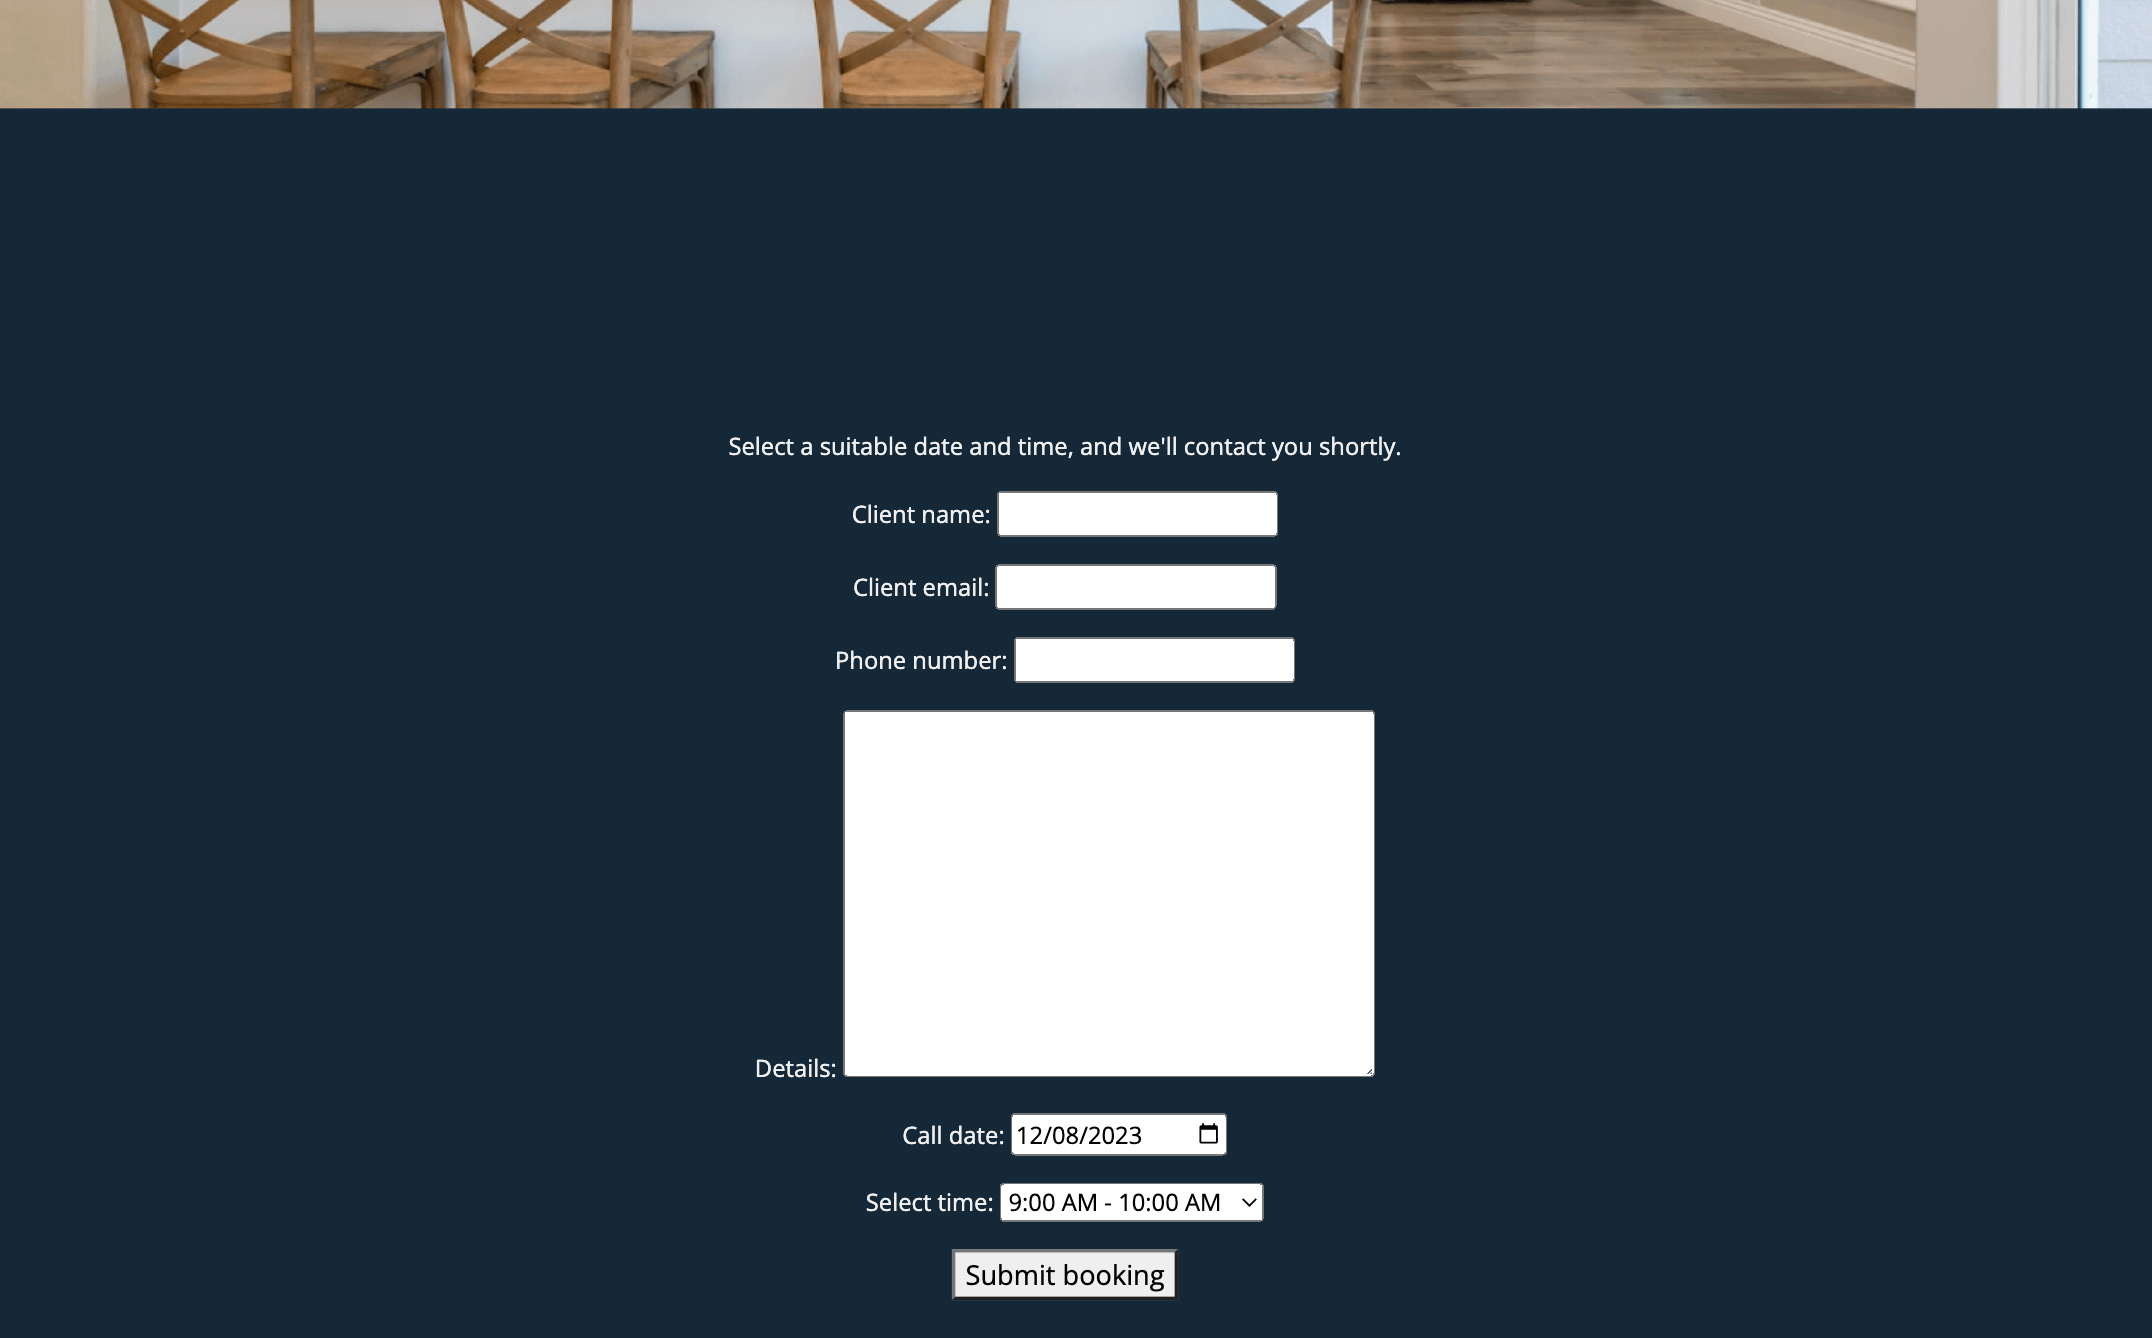 Select a suitable date and time, and we'll contact you shortly.
Client name:
Client email:
Phone number:
Details:
Call date: 12/08/2023
Select time: 9:00 AM - 10:00 AM
Submit booking